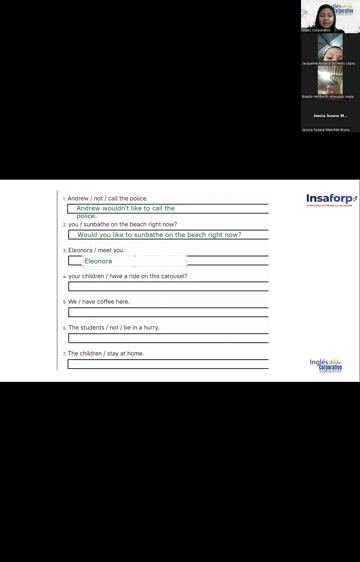 Inglés Corporativo
Jacqueline Rebeca Sarmiento López
Jessica Susana M...
Jessica Susana Menchán Bruno
Insaforp
1. Andrew / not / call the police.
Andrew wouldn't like to call the
police.
2. you / sunbathe on the beach right now?
Would you like to sunbathe on the beach right now?
3. Eleonora / meet you.
Eleonora
4. your children / have a ride on this carousel?
5. We / have coffee here.
6. The students / not / be in a hurry.
7. The children / stay at home.
Inglés
Corporativo